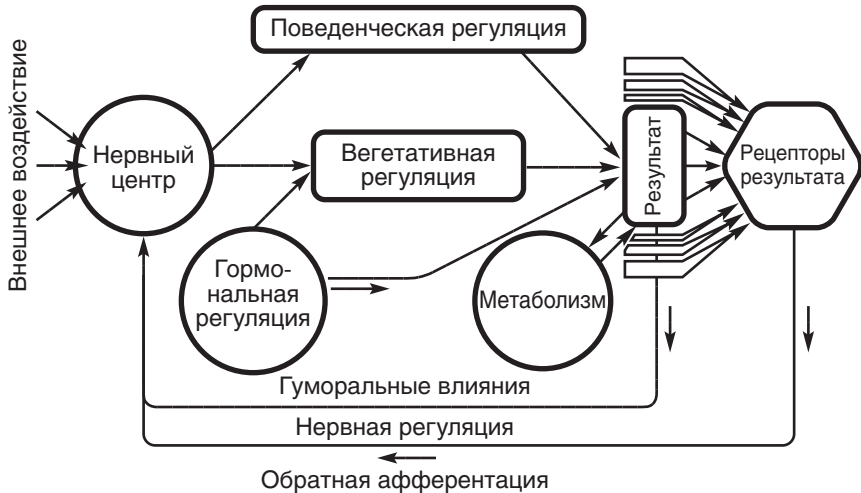 Поведенческая регуляция
Внешнее воздействие
Нервный
центр
Вегетативная
регуляция
Результат
Рецепторы
результата
Гормо-
нальная
регуляция
Метаболизм
Гуморальные влияния
Нервная регуляция
Обратная афферентация